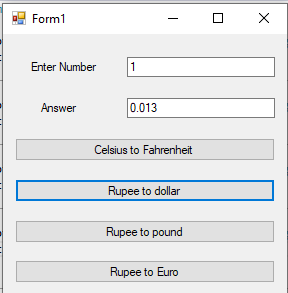 Form1
Enter Number 1
Answer 0.013
Celsius to Fahrenheit
Rupee to dollar
Rupee to pound
Rupee to Euro